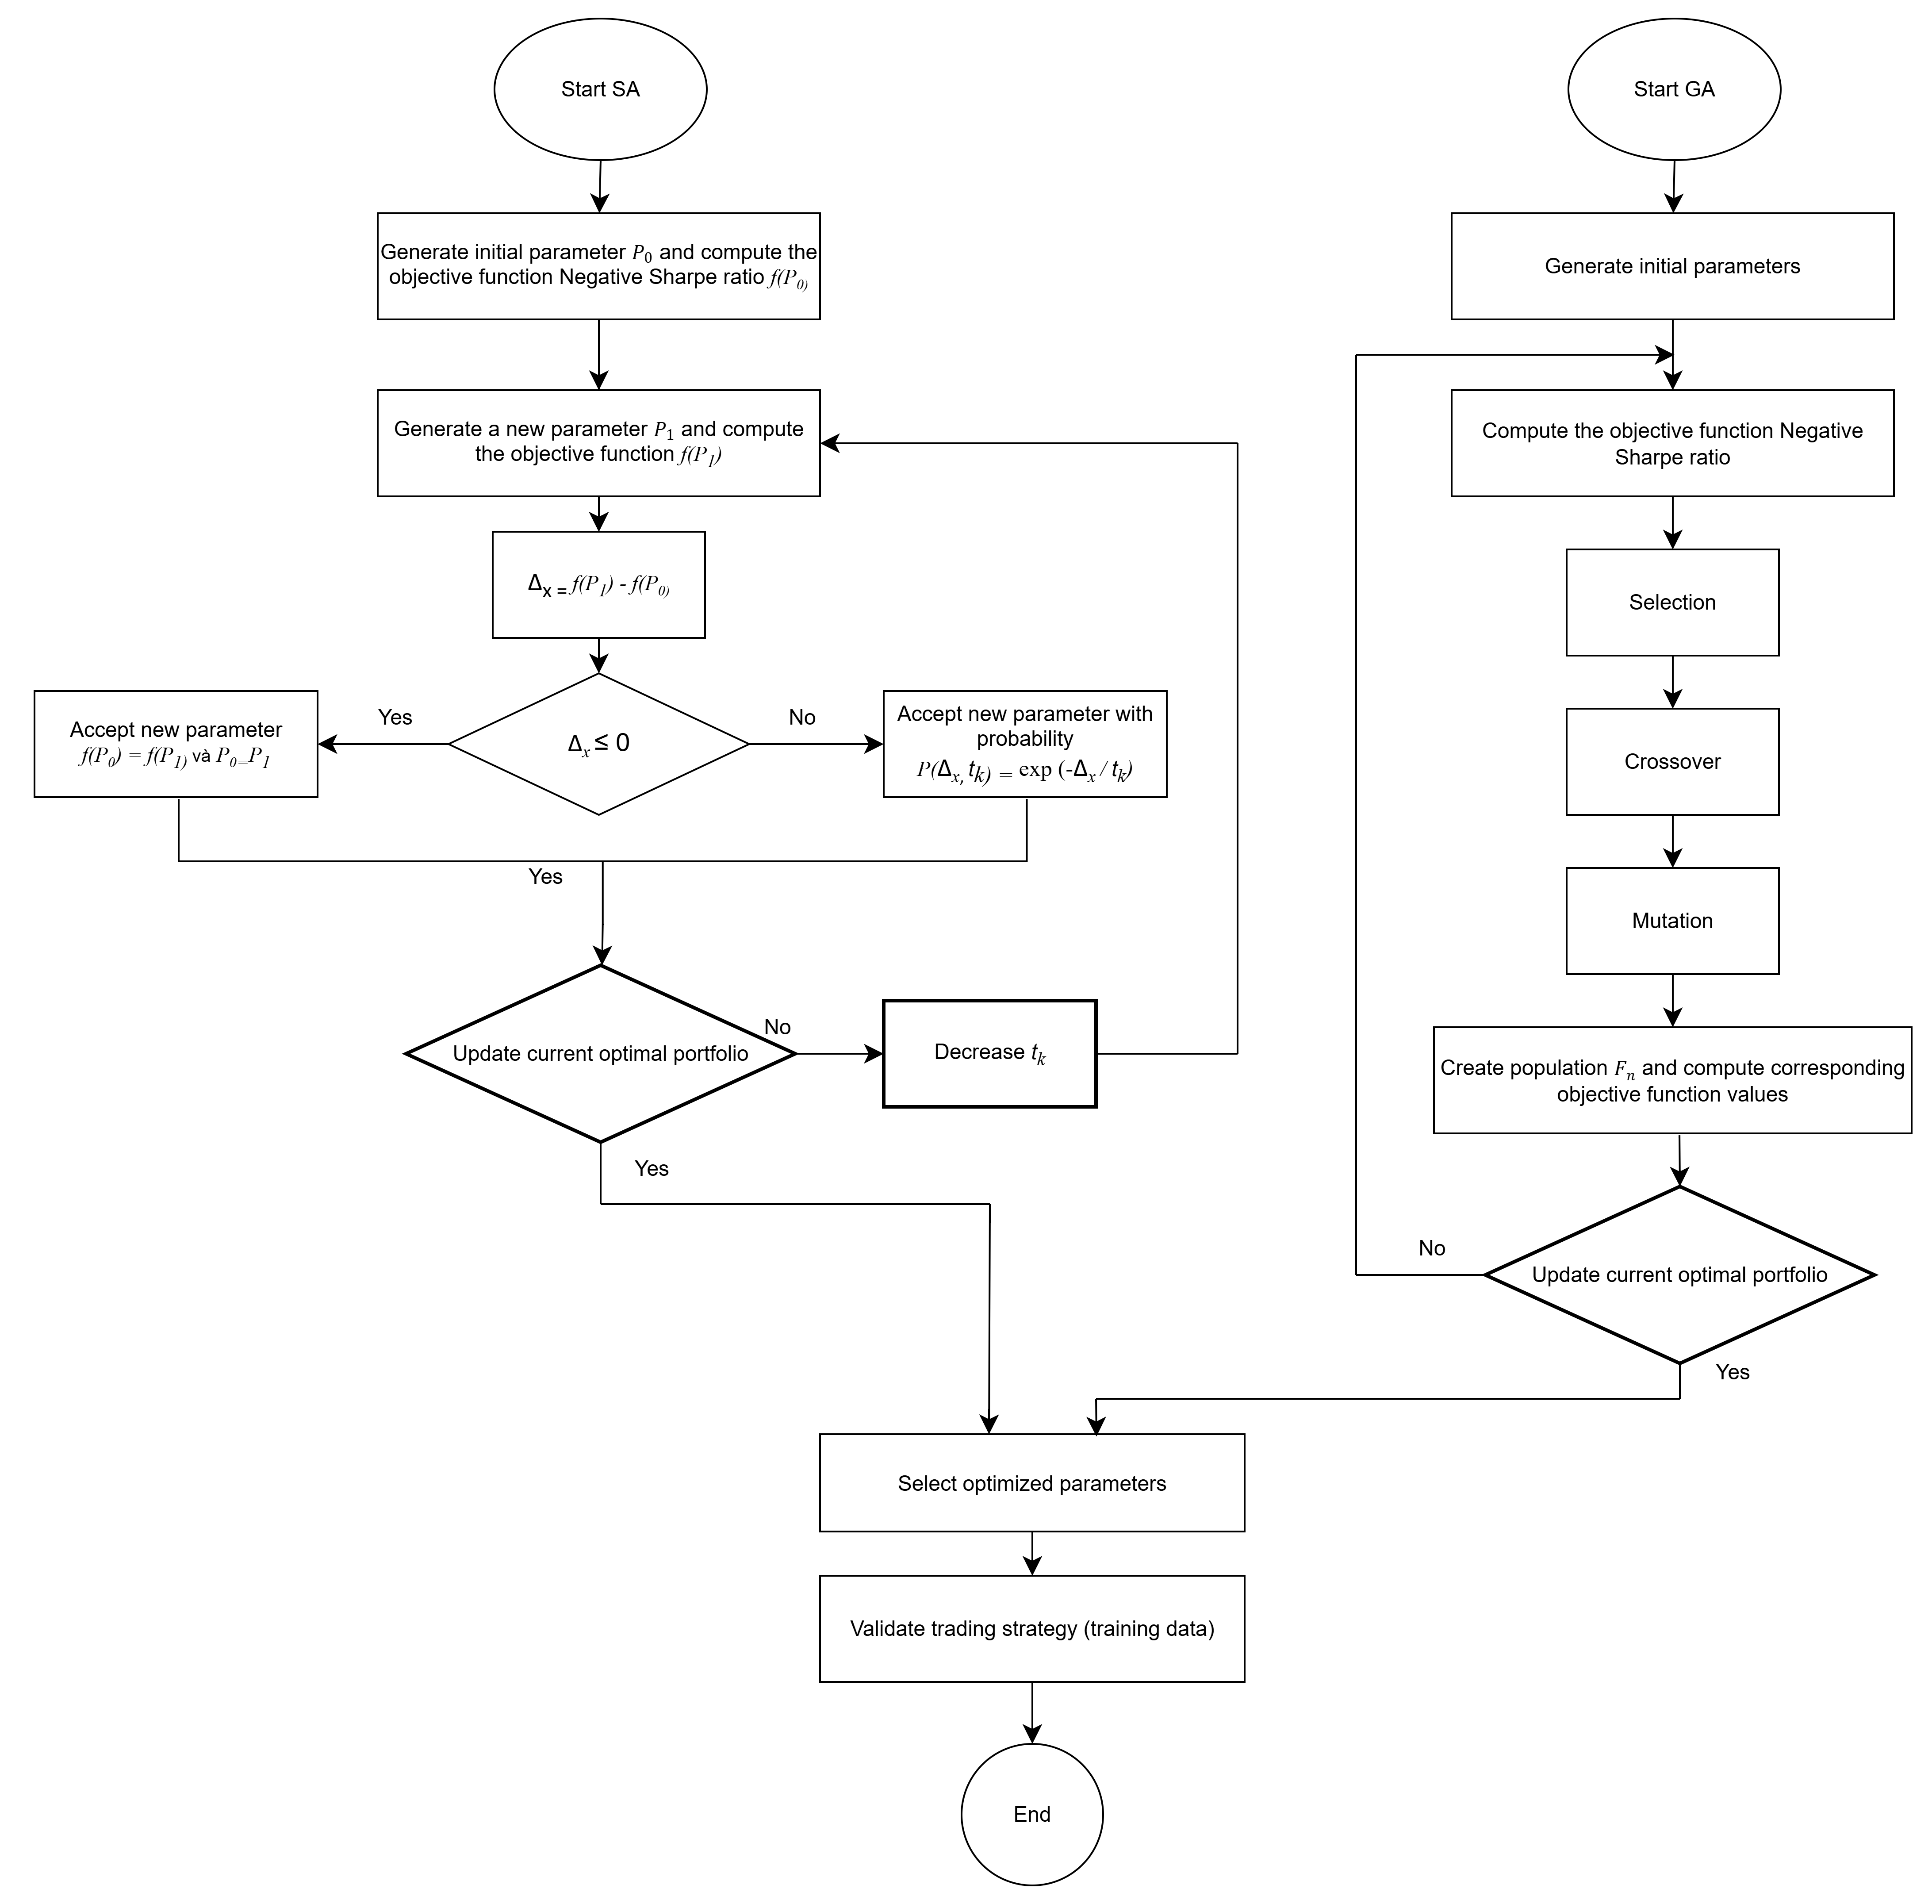 Start SA
Generate initial parameter P₀ and compute the
objective function Negative Sharpe ratio f(P₀)
Generate a new parameter P₁ and compute
the objective function f(P₁)
Δₓ = f(P₁) - f(P₀)
Δₓ ≤ 0
Yes
No
Accept new parameter
f(P₀) = f(P₁) và P₀=P₁
Accept new parameter with
probability
P(Δₓ, tₖ) = exp (-Δₓ / tₖ)
Yes
Update current optimal portfolio
No
Decrease tₖ
Yes
Start GA
Generate initial parameters
Compute the objective function Negative
Sharpe ratio
Selection
Crossover
Mutation
Create population Fₙ and compute corresponding
objective function values
Update current optimal portfolio
No
Yes
Select optimized parameters
Validate trading strategy (training data)
End